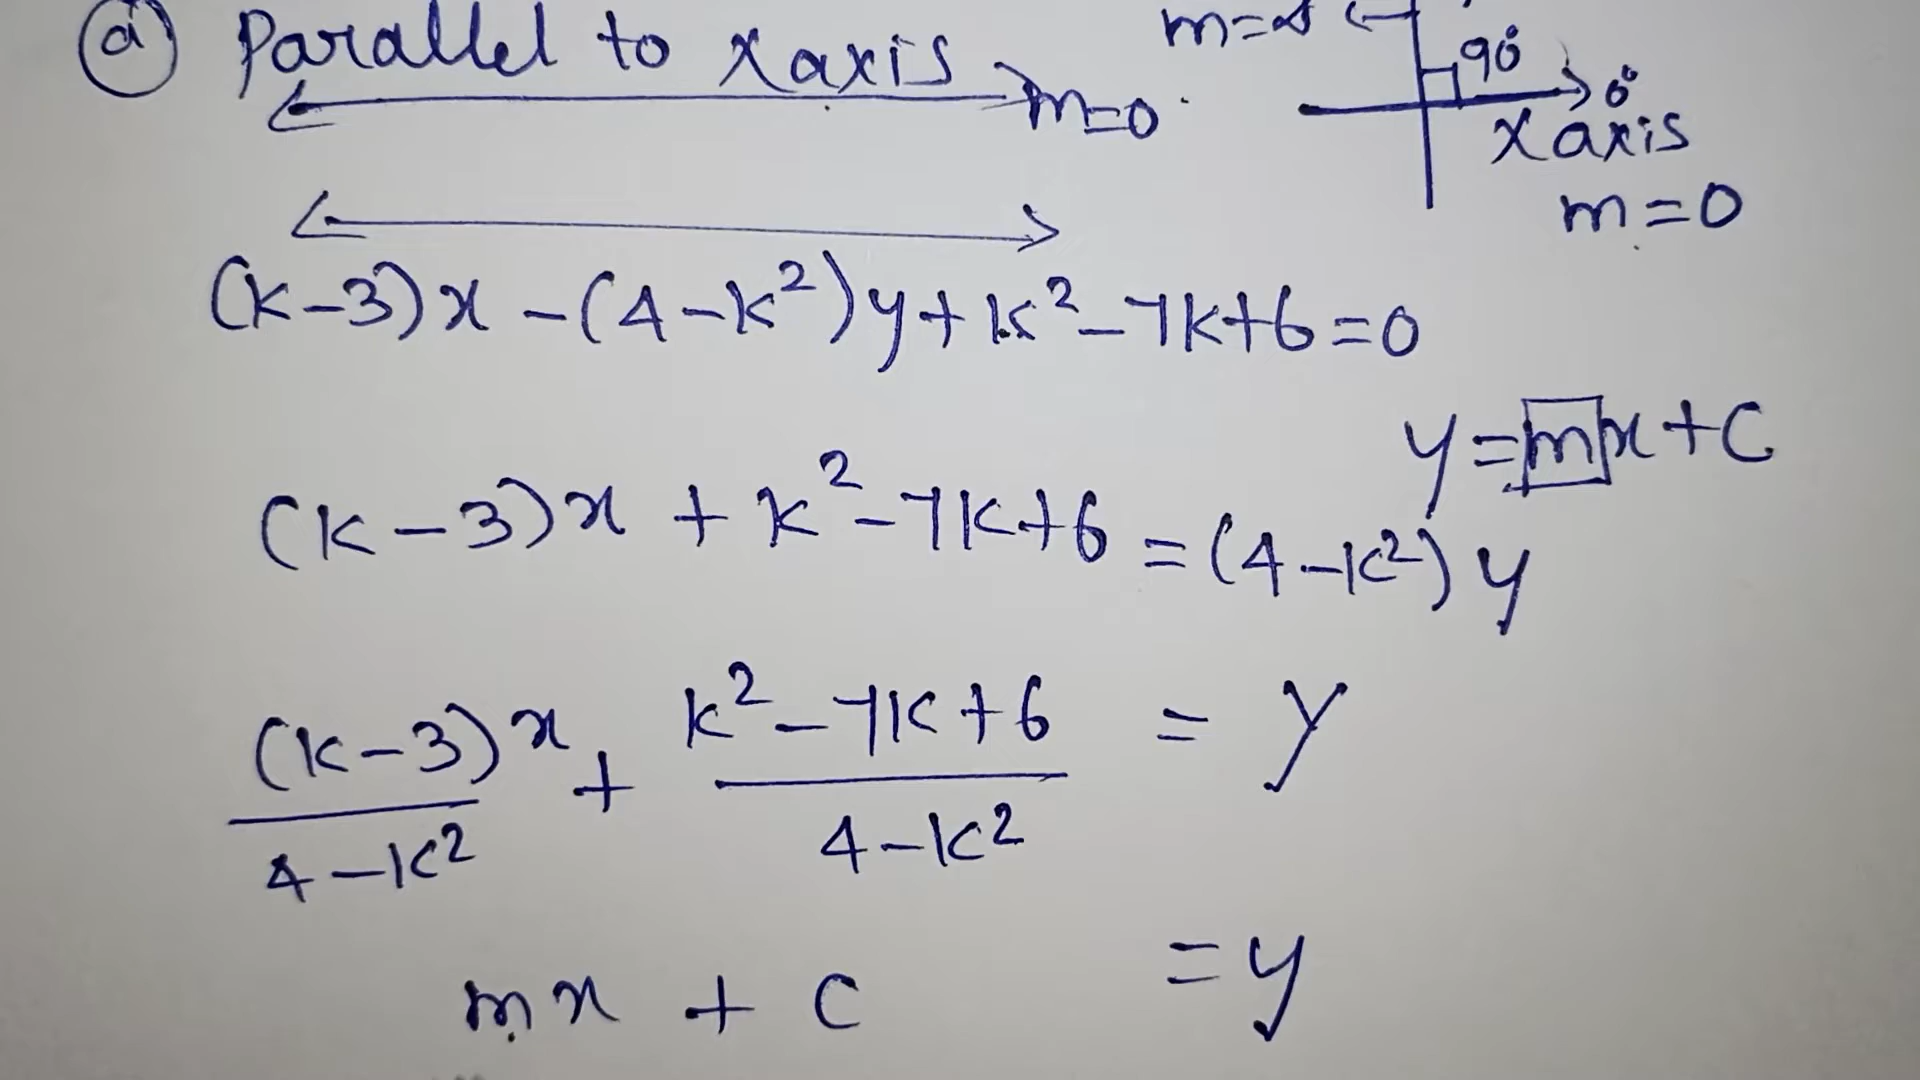 (a) Parallel to x axis
m=0
m=∞
90°
0°
x axis
m=0
(k-3)x-(4-k²)y+k²-7k+6=0
y=mx+c
(k-3)x+k²-7k+6=(4-k²)y
(k-3)x/4-k² + k²-7k+6/4-k² = y
mx + c = y